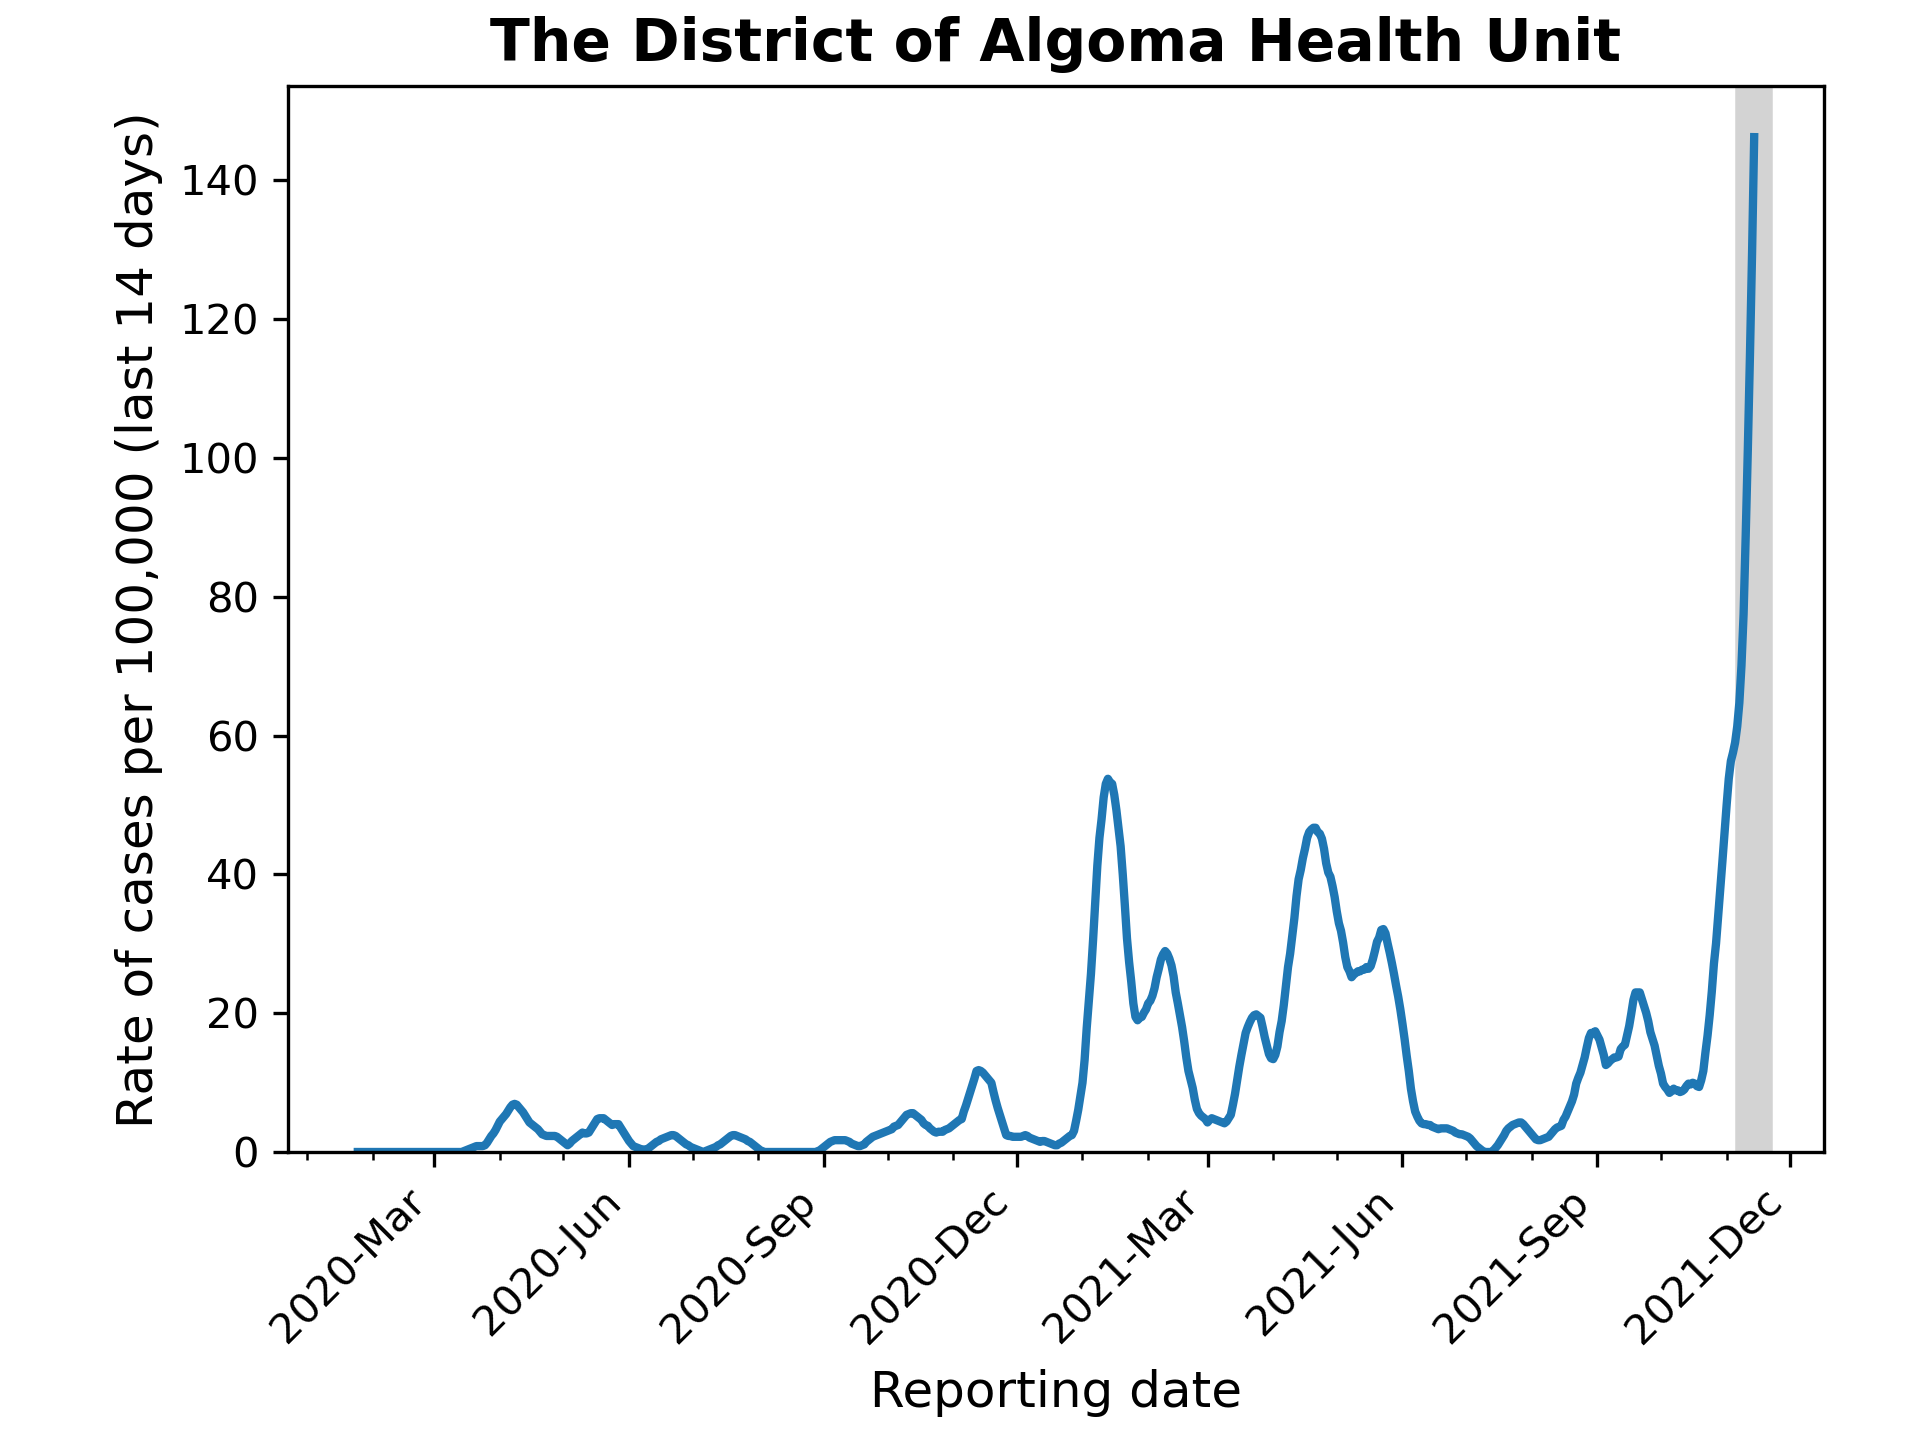 The District of Algoma Health Unit
Rate of cases per 100,000 (last 14 days)
140
120
100
80
60
40
20
0
2020-Mar
2020-Jun
2020-Sep
2020-Dec
2021-Mar
2021-Jun
2021-Sep
2021-Dec
Reporting date